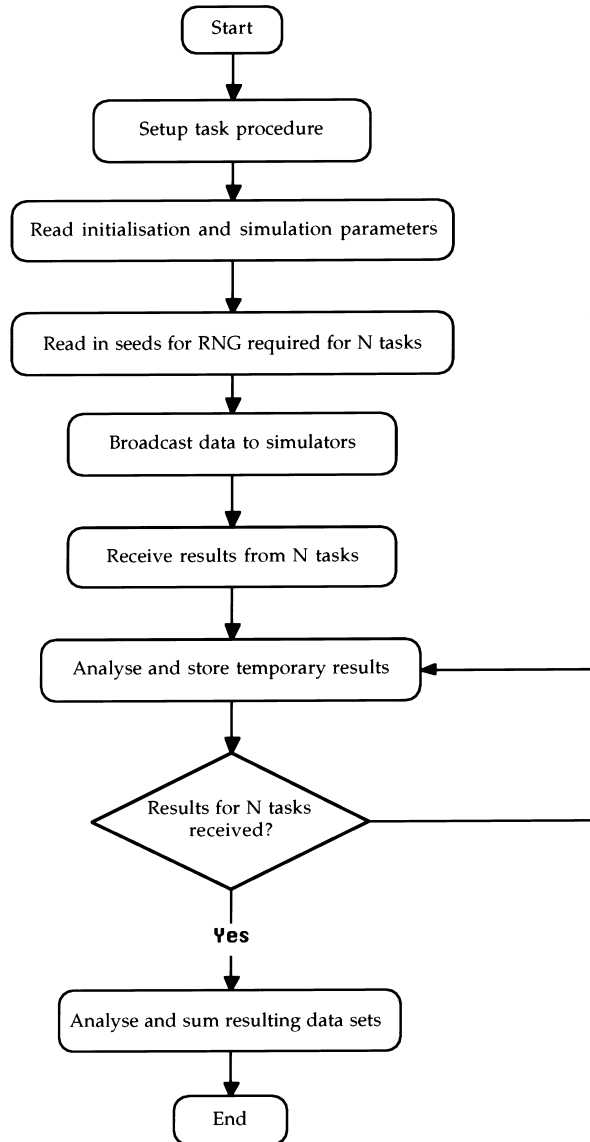 Start
Setup task procedure
Read initialisation and simulation parameters
Read in seeds for RNG required for N tasks
Broadcast data to simulators
Receive results from N tasks
Analyse and store temporary results
Results for N tasks
received?
Yes
Analyse and sum resulting data sets
End